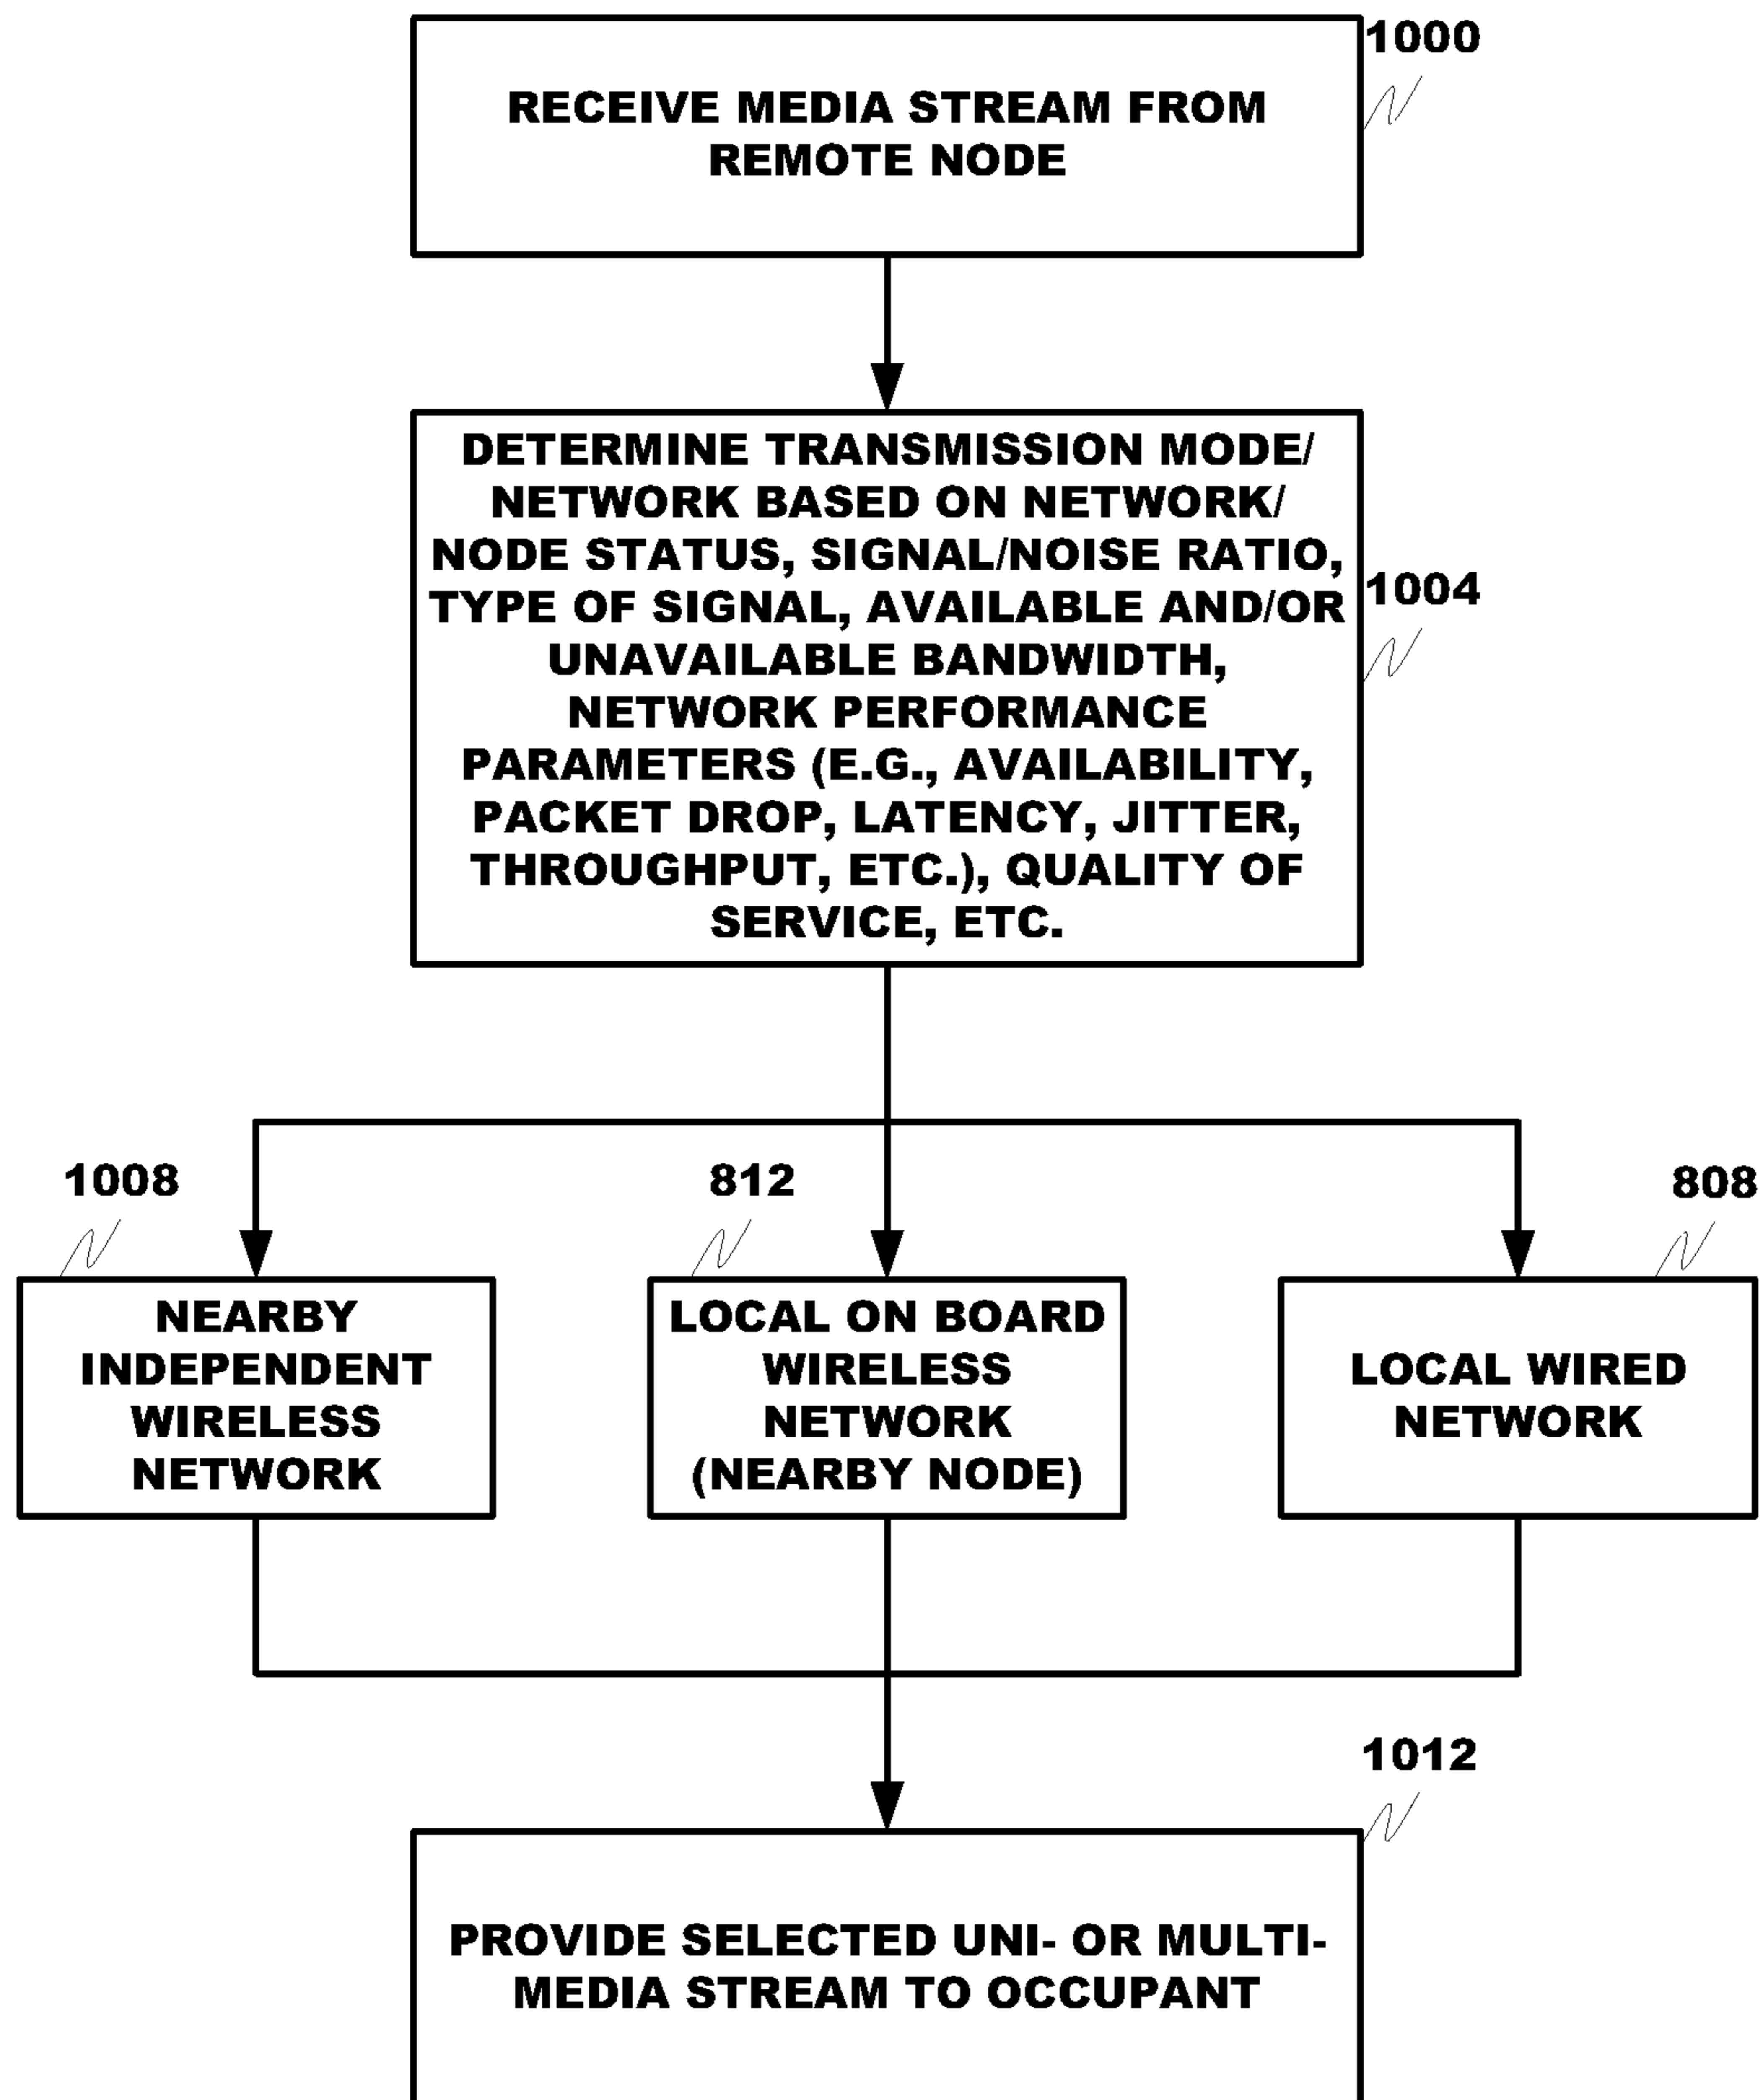 1000
RECEIVE MEDIA STREAM FROM
REMOTE NODE
DETERMINE TRANSMISSION MODE/
NETWORK BASED ON NETWORK/
NODE STATUS, SIGNAL/NOISE RATIO,
TYPE OF SIGNAL, AVAILABLE AND/OR
UNAVAILABLE BANDWIDTH,
NETWORK PERFORMANCE
PARAMETERS (E.G., AVAILABILITY,
PACKET DROP, LATENCY, JITTER,
THROUGHPUT, ETC.), QUALITY OF
SERVICE, ETC.
1004
1008
NEARBY
INDEPENDENT
WIRELESS
NETWORK
812
LOCAL ON BOARD
WIRELESS
NETWORK
(NEARBY NODE)
808
LOCAL WIRED
NETWORK
1012
PROVIDE SELECTED UNI- OR MULTI-
MEDIA STREAM TO OCCUPANT